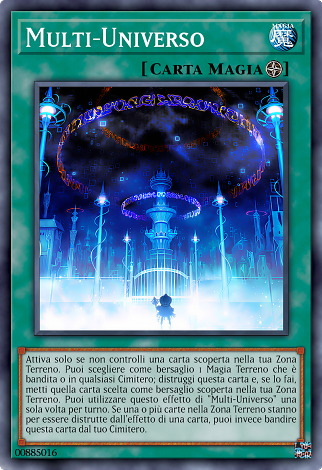 Multi-Universo
MAGIA
[Carta Magia]
Attiva solo se non controlli una carta scoperta nella tua Zona
Terreno. Puoi scegliere come bersaglio 1 Magia Terreno che è
bandita o in qualsiasi Cimitero; distruggi questa carta e, se lo fai,
metti quella carta scelta come bersaglio scoperta nella tua Zona
Terreno. Puoi utilizzare questo effetto di "Multi-Universo" una
sola volta per turno. Se una o più carte nella Zona Terreno stanno
per essere distrutte dall'effetto di una carta, puoi invece bandire
questa carta dal tuo Cimitero.
00885016